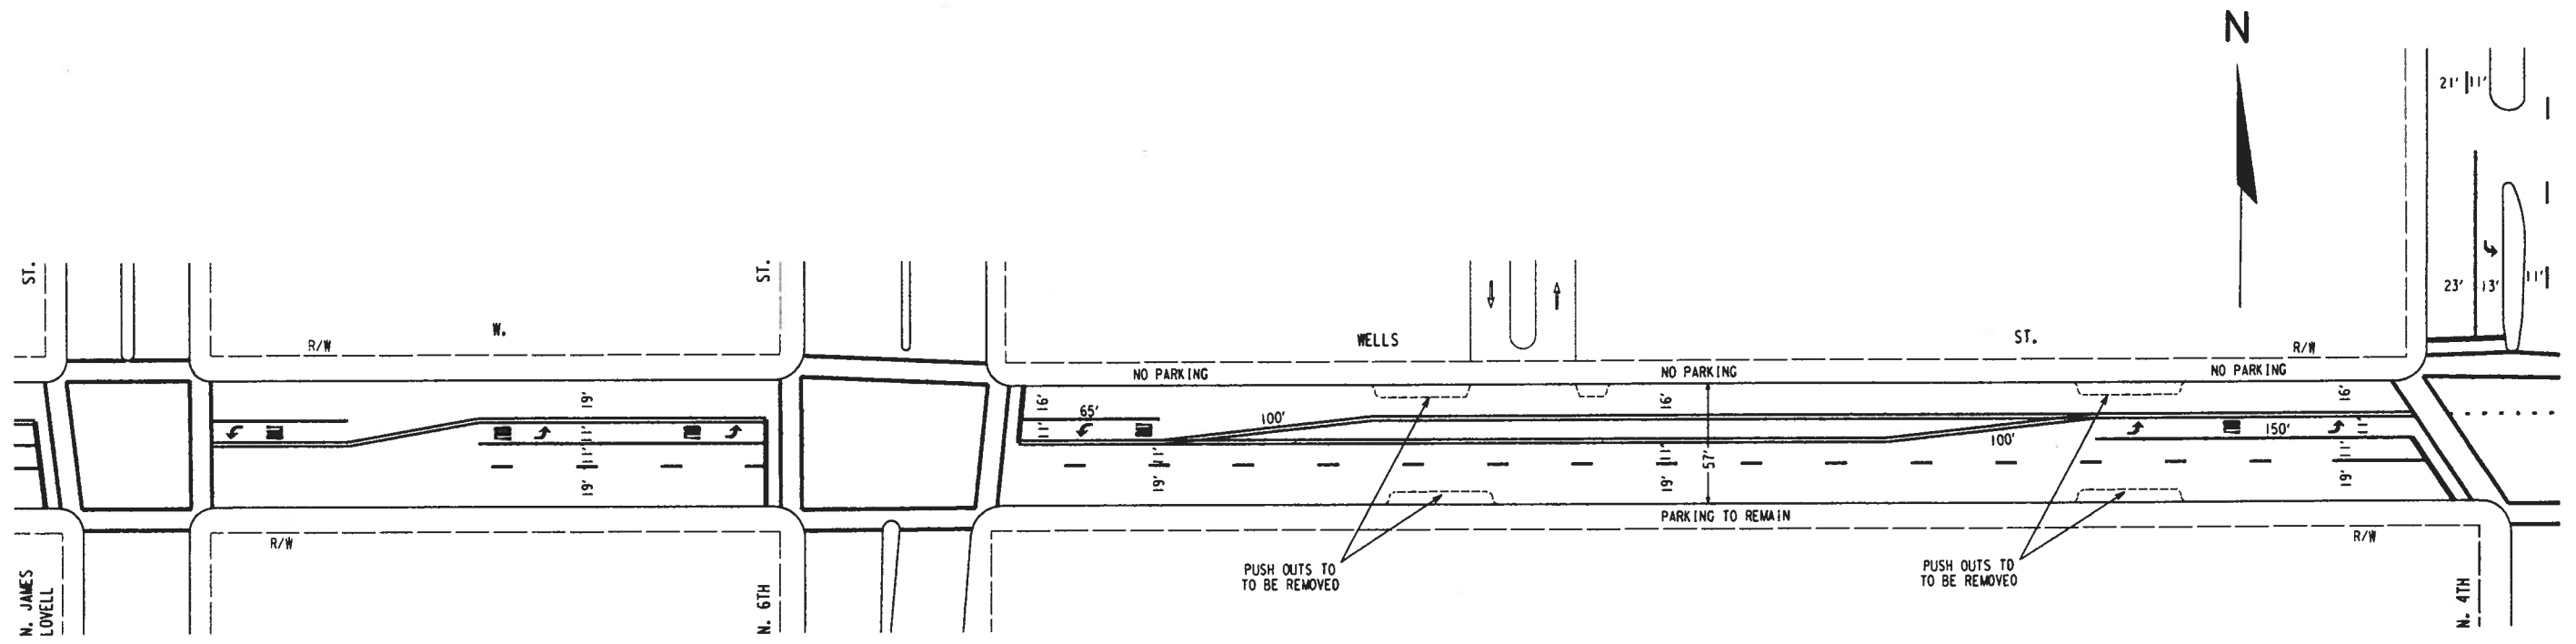 N
21' 11'
ST.
ST.
23' 13' 11'
W.
WELLS
ST.
R/W
R/W
NO PARKING
NO PARKING
NO PARKING
19'
16'
16'
16'
65'
100'
11'
11'
57'
100'
150'
11'
11'
11'
11'
11'
19'
19'
19'
19'
PARKING TO REMAIN
R/W
R/W
PUSH OUTS TO
TO BE REMOVED
PUSH OUTS TO
TO BE REMOVED
N. JAMES
LOVELL
N. 6TH
N. 4TH